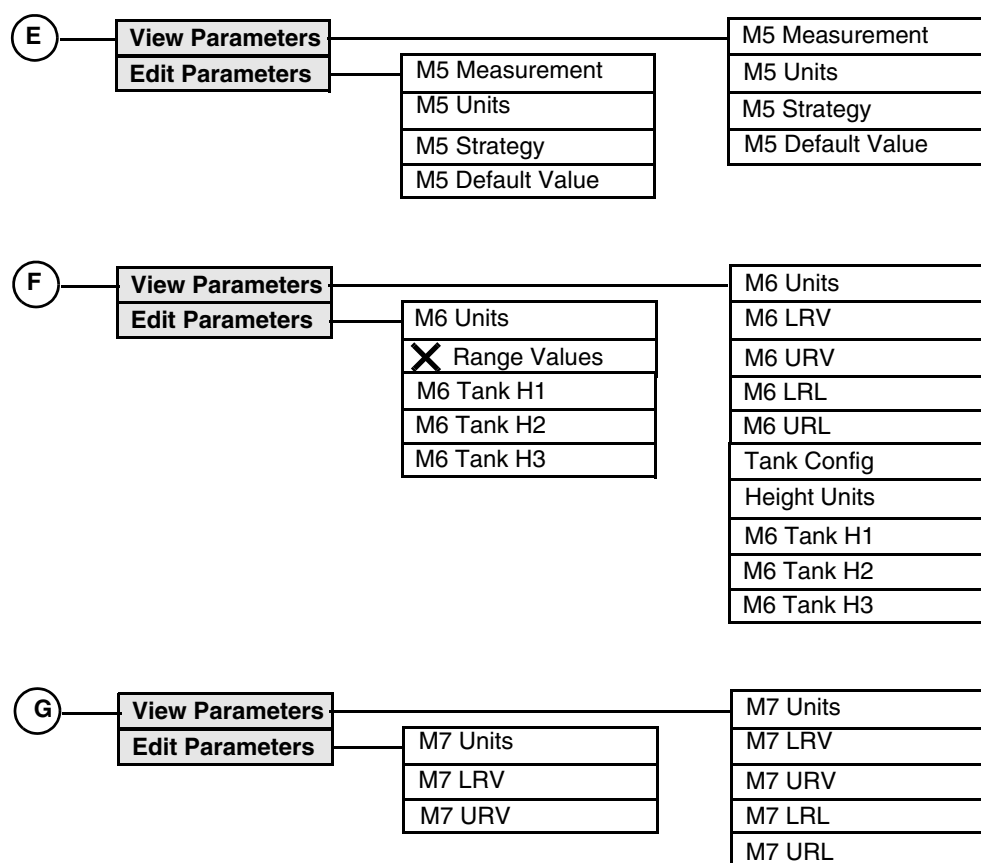 E
View Parameters
Edit Parameters
M5 Measurement
M5 Units
M5 Strategy
M5 Default Value
M5 Measurement
M5 Units
M5 Strategy
M5 Default Value
F
View Parameters
Edit Parameters
M6 Units
Range Values
M6 Tank H1
M6 Tank H2
M6 Tank H3
M6 Units
M6 LRV
M6 URV
M6 LRL
M6 URL
Tank Config
Height Units
M6 Tank H1
M6 Tank H2
M6 Tank H3
G
View Parameters
Edit Parameters
M7 Units
M7 LRV
M7 URV
M7 Units
M7 LRV
M7 URV
M7 LRL
M7 URL